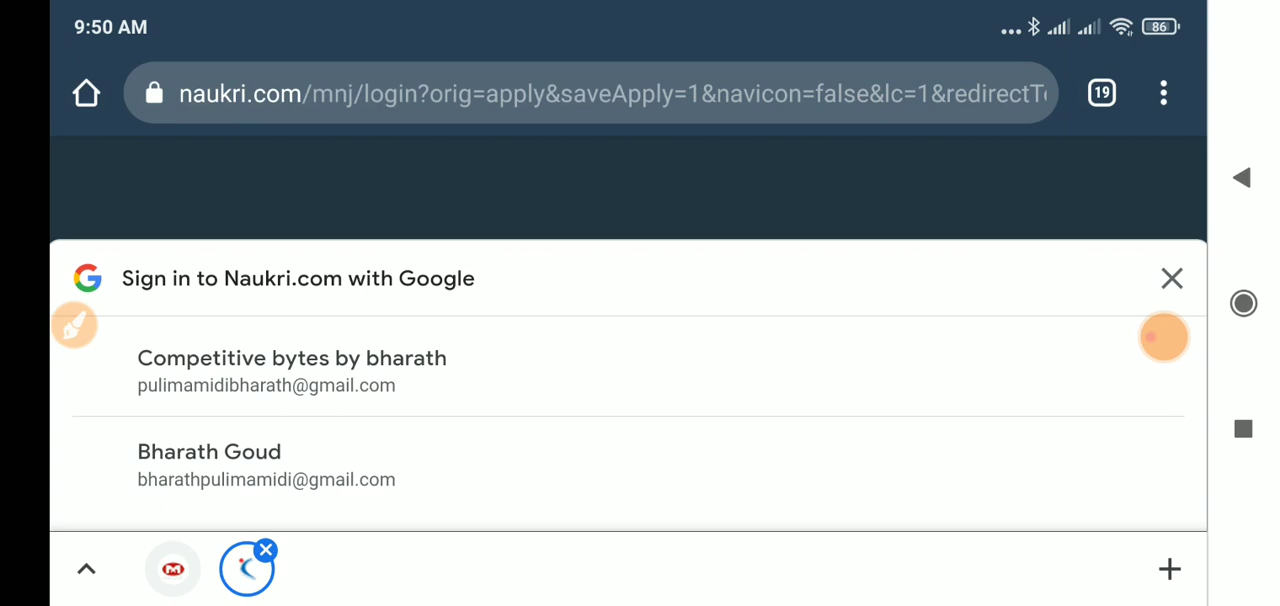 9:50 AM
86
naukri.com/mnj/login?orig=apply&saveApply=1&navicon=false&lc=1&redirectT
19
Sign in to Naukri.com with Google
Competitive bytes by bharath
pulimamidibharath@gmail.com
Bharath Goud
bharathpulimamidi@gmail.com
M